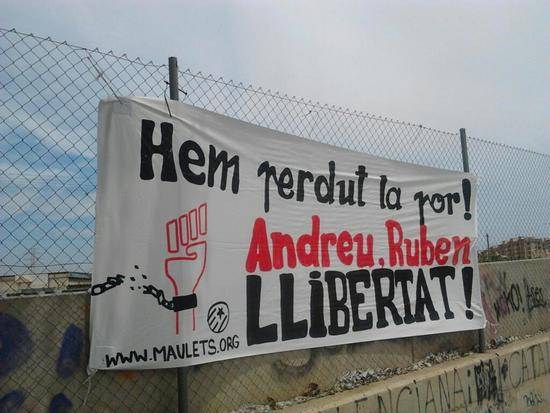 Hem perdut la por!
Andreu, Ruben
LLiBERTAT!
WWW.MAULETS.ORG